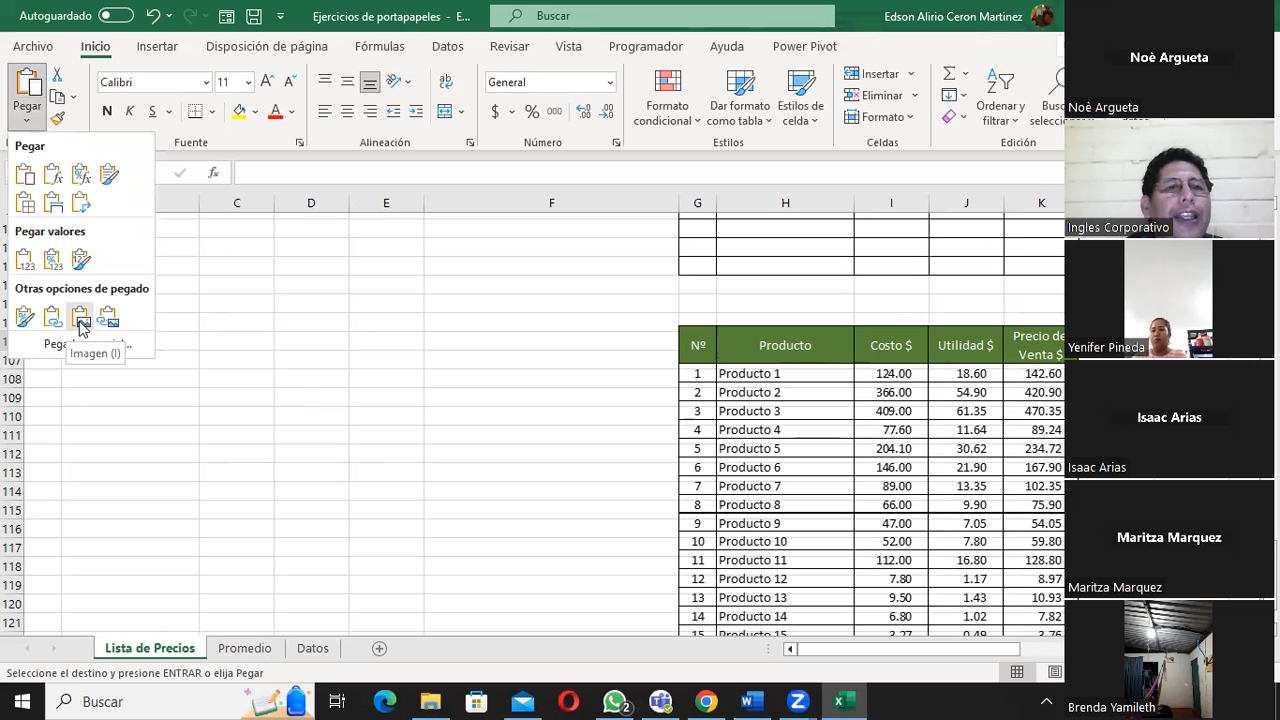 Autoguardado
Ejercicios de portapapeles - E...
Buscar
Edson Alirio Ceron Martinez
Archivo Inicio Insertar Disposición de página Fórmulas Datos Revisar Vista Programador Ayuda Power Pivot
Pegar
Calibri 11
N K S
General
$ % 000
Formato condicional
Dar formato como tabla
Estilos de celda
Insertar
Eliminar
Formato
Ordenar y filtrar
Fuente
Número
Estilos
Celdas
Edición
Pegar
Pegar valores
Otras opciones de pegado
Imagen (I)
fx
C D E F G H I J K
Nº Producto Costo $ Utilidad $ Precio de Venta $
1 Producto 1 124.00 18.60 142.60
2 Producto 2 366.00 54.90 420.90
3 Producto 3 409.00 61.35 470.35
4 Producto 4 77.60 11.64 89.24
5 Producto 5 204.10 30.62 234.72
6 Producto 6 146.00 21.90 167.90
7 Producto 7 89.00 13.35 102.35
8 Producto 8 66.00 9.90 75.90
9 Producto 9 47.00 7.05 54.05
10 Producto 10 52.00 7.80 59.80
11 Producto 11 112.00 16.80 128.80
12 Producto 12 7.80 1.17 8.97
13 Producto 13 9.50 1.43 10.93
14 Producto 14 6.80 1.02 7.82
15 Producto 15 3.27 0.49 3.76
107
108
109
110
111
112
113
114
115
116
117
118
119
120
121
Lista de Precios Promedio Datos
Seleccione el destino y presione ENTRAR o elija Pegar
Buscar
2
Noè Argueta
Noè Argueta
Ingles Corporativo
Yenifer Pineda
Isaac Arias
Isaac Arias
Maritza Marquez
Maritza Marquez
Brenda Yamileth